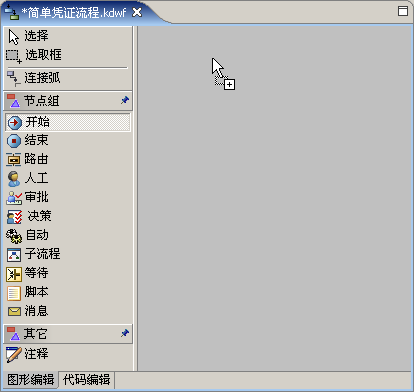 *简单凭证流程.kdwf
选择
选取框
连接弧
节点组
开始
结束
路由
人工
审批
决策
自动
子流程
等待
脚本
消息
其它
注释
图形编辑 代码编辑